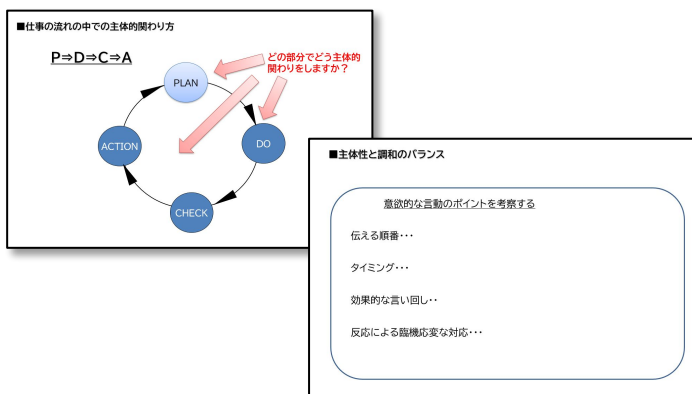 ■仕事の流れの中での主体的関わり方
P⇒D⇒C⇒A
どの部分でどう主体的
関わりをしますか？
PLAN
DO
CHECK
ACTION
■主体性と調和のバランス
意欲的な言動のポイントを考察する
伝える順番・・・
タイミング・・・
効果的な言い回し・・
反応による臨機応変な対応・・・